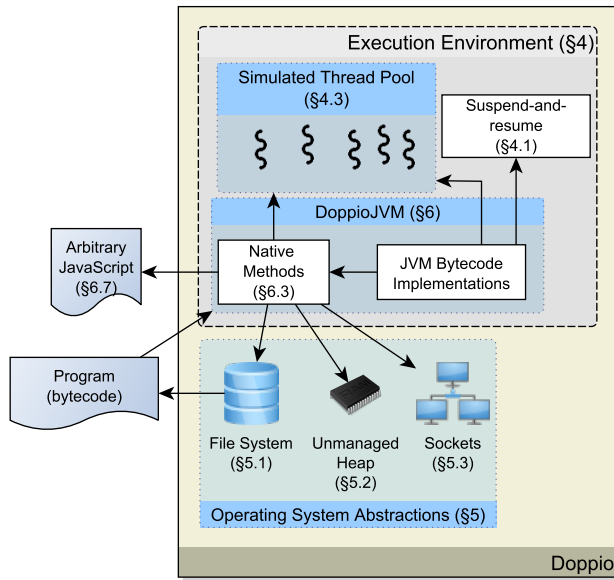 Execution Environment (§4)
Simulated Thread Pool
(§4.3)
Suspend-and-
resume
(§4.1)
DoppioJVM (§6)
Arbitrary
JavaScript
(§6.7)
Native
Methods
(§6.3)
JVM Bytecode
Implementations
Program
(bytecode)
File System
(§5.1)
Unmanaged
Heap
(§5.2)
Sockets
(§5.3)
Operating System Abstractions (§5)
Doppio